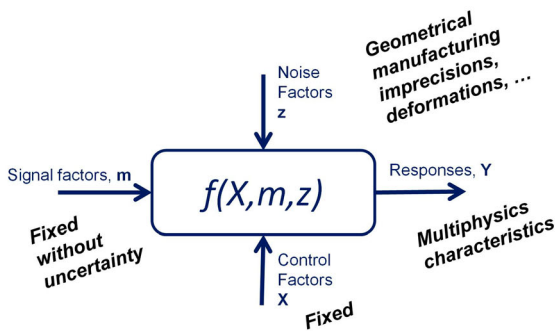 Geometrical
manufacturing
imprecisions,
deformations, ...
Noise
Factors
z
Signal factors, m
f(X,m,z)
Responses, Y
Fixed
without
uncertainty
Multiphysics
characteristics
Control
Factors
X
Fixed